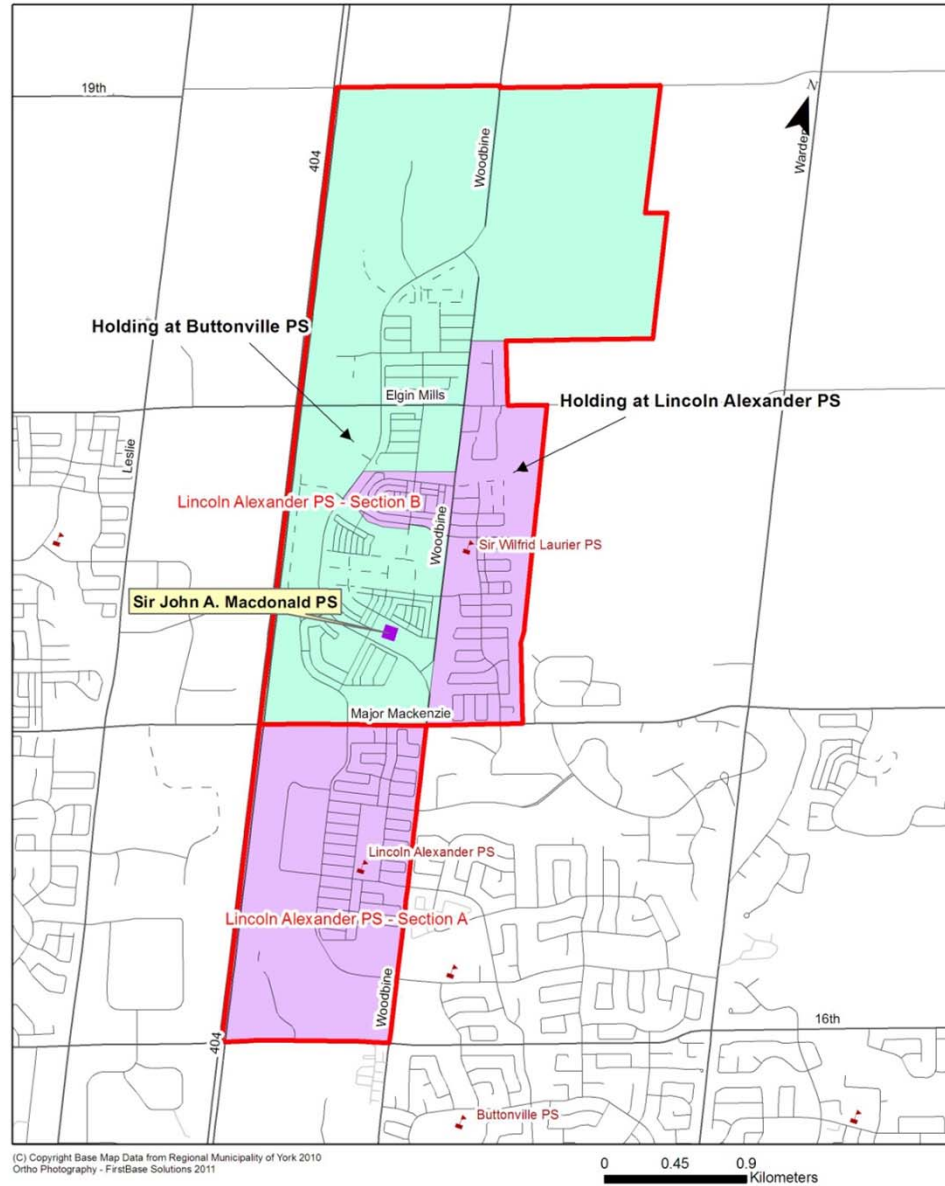 19th
404
Woodbine
N
Warden
Holding at Buttonville PS
Elgin Mills
Holding at Lincoln Alexander PS
Leslie
Lincoln Alexander PS - Section B
Woodbine
Sir Wilfrid Laurier PS
Sir John A. Macdonald PS
Major Mackenzie
Lincoln Alexander PS
Lincoln Alexander PS - Section A
Woodbine
404
16th
Buttonville PS
(C) Copyright Base Map Data from Regional Municipality of York 2010
Ortho Photography - FirstBase Solutions 2011
0 0.45 0.9
Kilometers